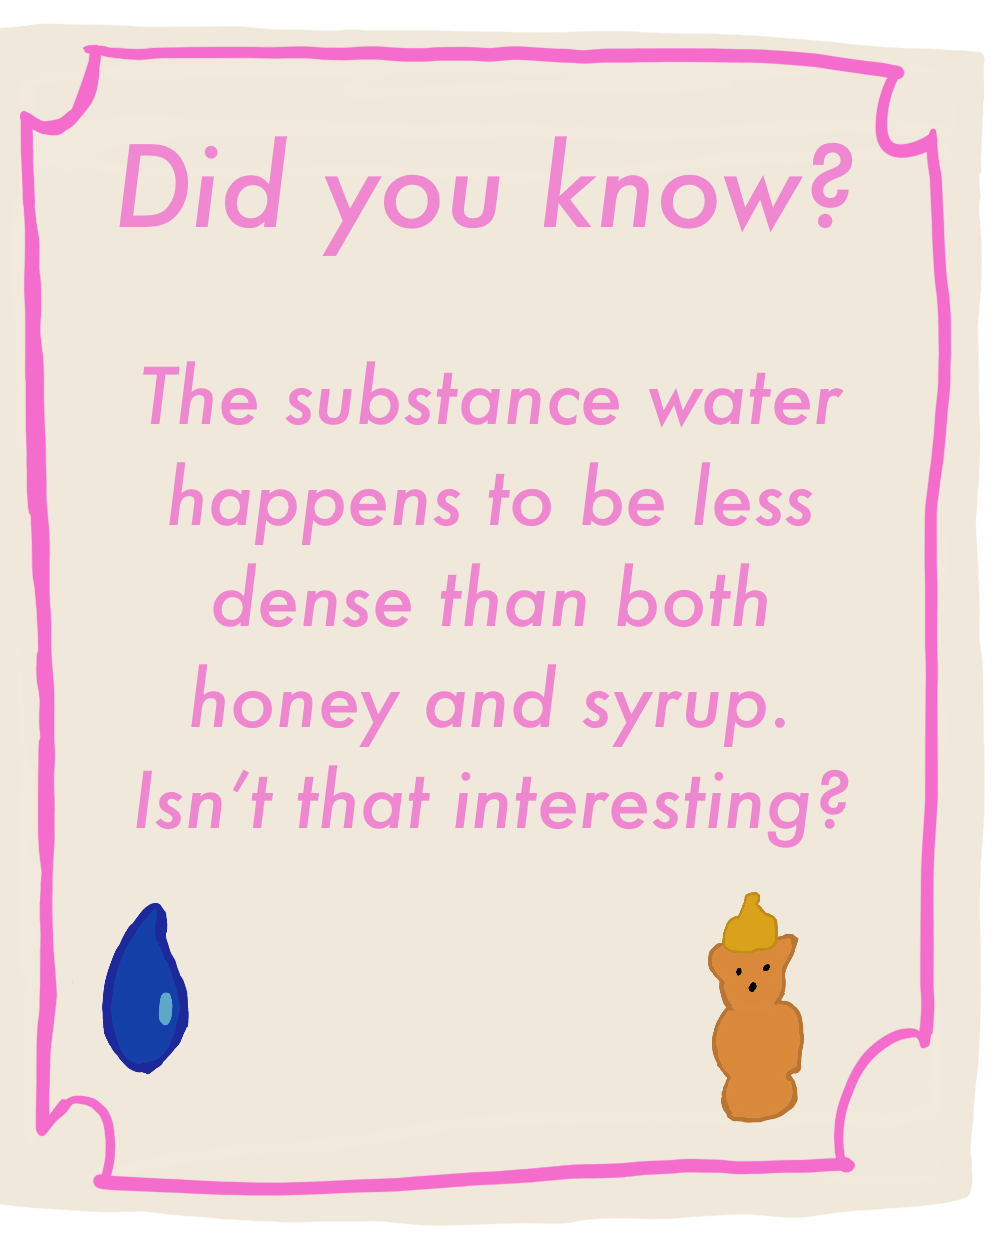 Did you know?
The substance water
happens to be less
dense than both
honey and syrup.
Isn't that interesting?